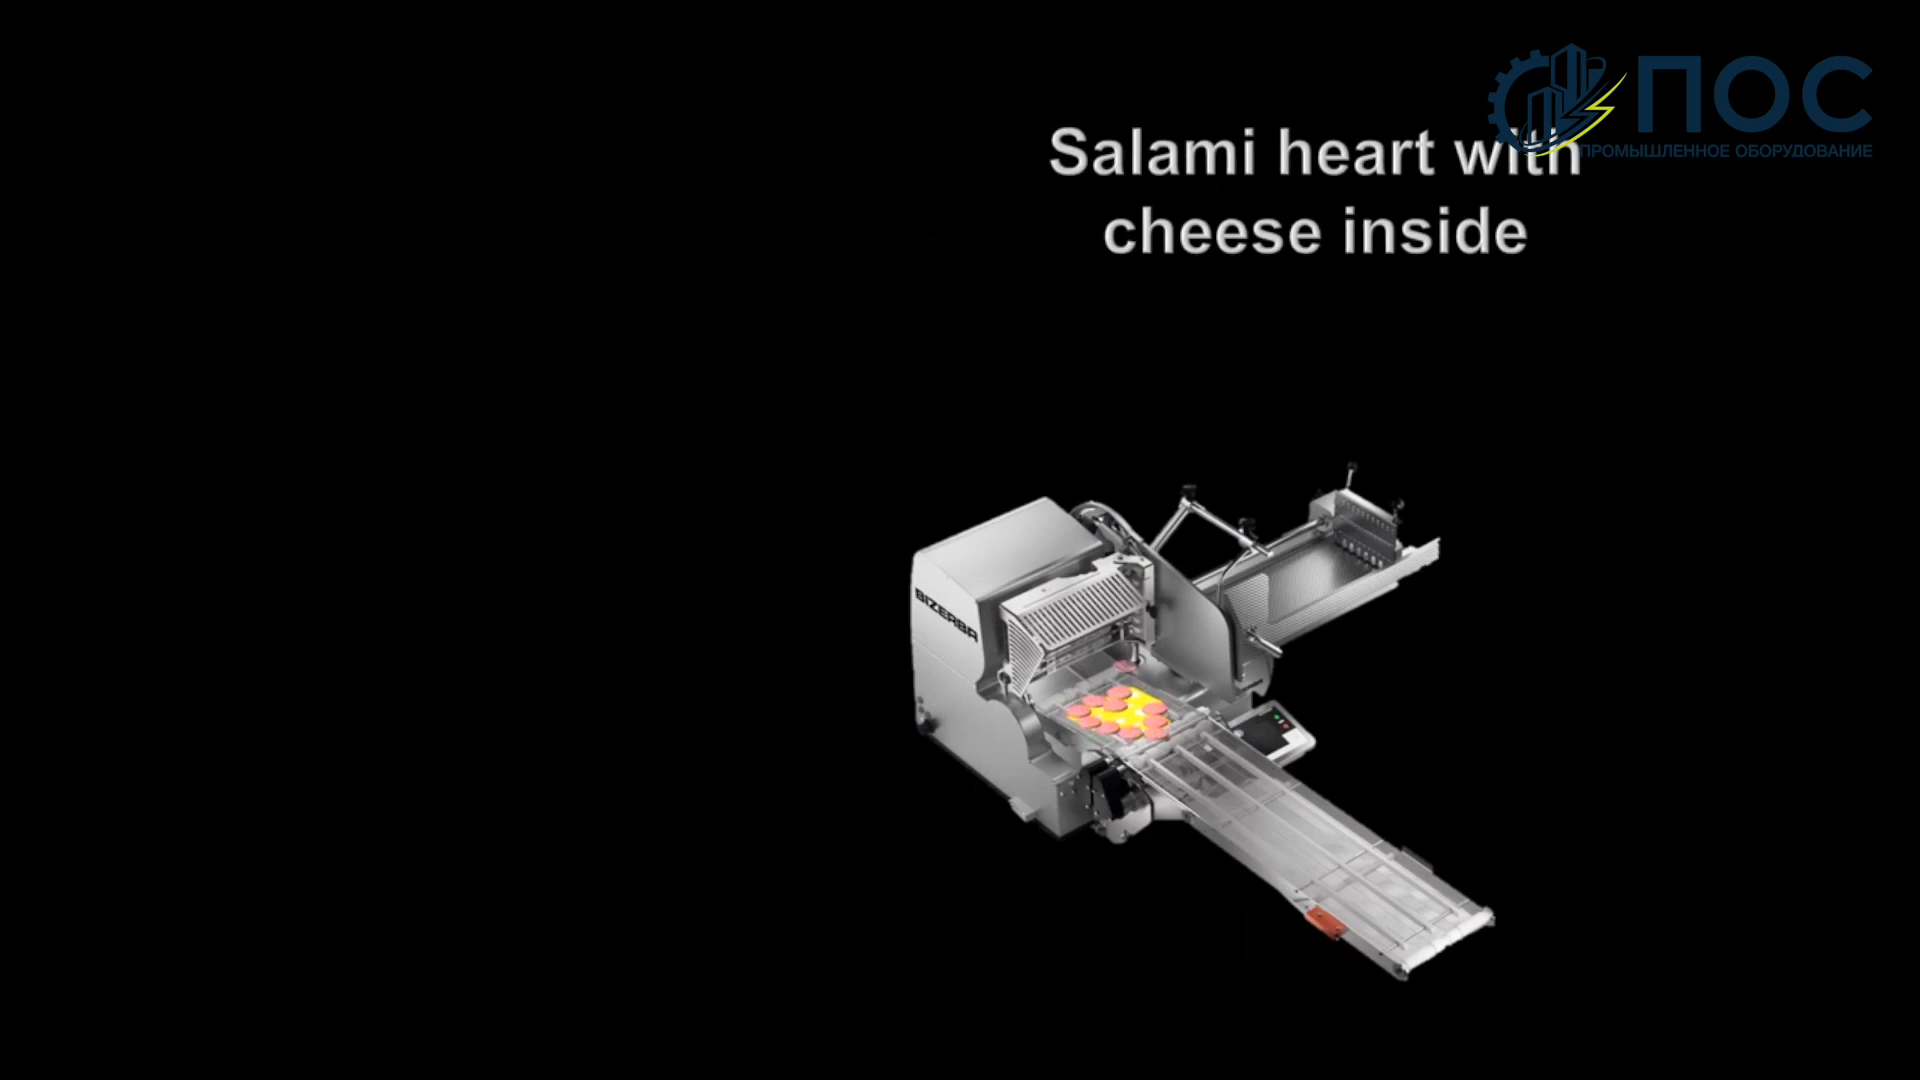 ПОС
ПРОМЫШЛЕННОЕ ОБОРУДОВАНИЕ
Salami heart with
cheese inside
BIZERBA